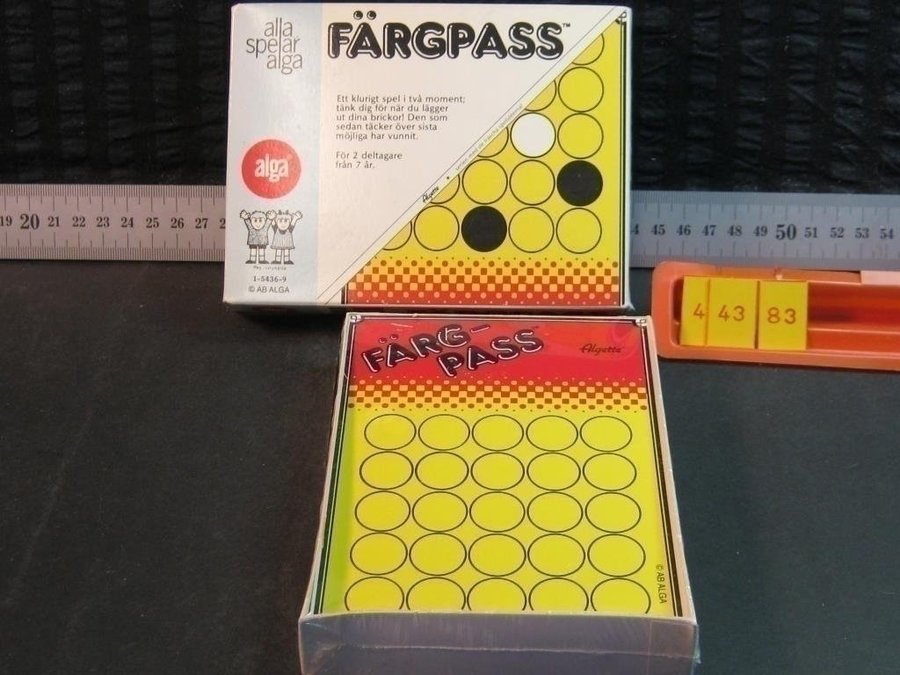 alla
spelar
alga
FÄRGPASS™
Ett klurigt spel i två moment;
tänk dig för när du lägger
ut dina brickor! Den som
sedan täcker över sista
möjliga har vunnit.
För 2 deltagare
från 7 år.
alga®
Algette
1-5436-9
© AB ALGA
19 20 21 22 23 24 25 26 27 2
4 45 46 47 48 49 50 51 52 53 54
4 43 83
FÄRG-
PASS™
Algette
© AB ALGA